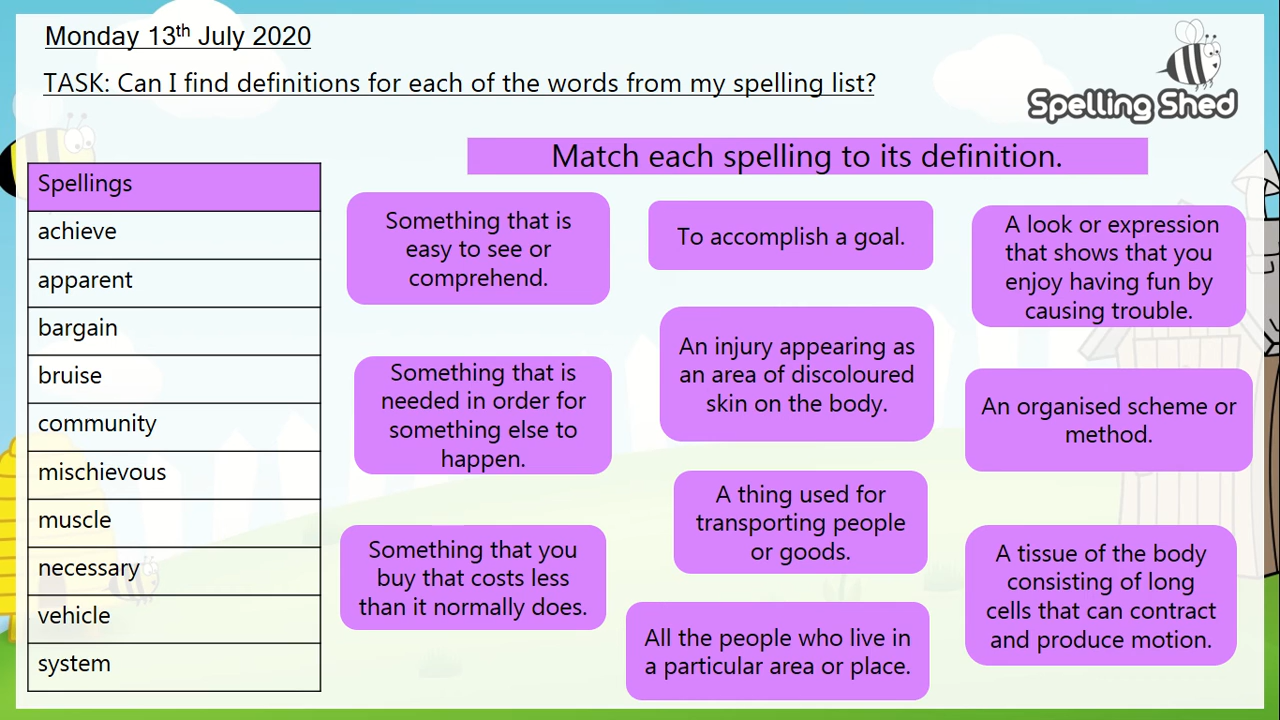 Monday 13th July 2020
TASK: Can I find definitions for each of the words from my spelling list?
Spelling Shed
Match each spelling to its definition.
Spellings
achieve
apparent
bargain
bruise
community
mischievous
muscle
necessary
vehicle
system
Something that is
easy to see or
comprehend.
To accomplish a goal.
A look or expression
that shows that you
enjoy having fun by
causing trouble.
Something that is
needed in order for
something else to
happen.
An injury appearing as
an area of discoloured
skin on the body.
An organised scheme or
method.
Something that you
buy that costs less
than it normally does.
A thing used for
transporting people
or goods.
A tissue of the body
consisting of long
cells that can contract
and produce motion.
All the people who live in
a particular area or place.